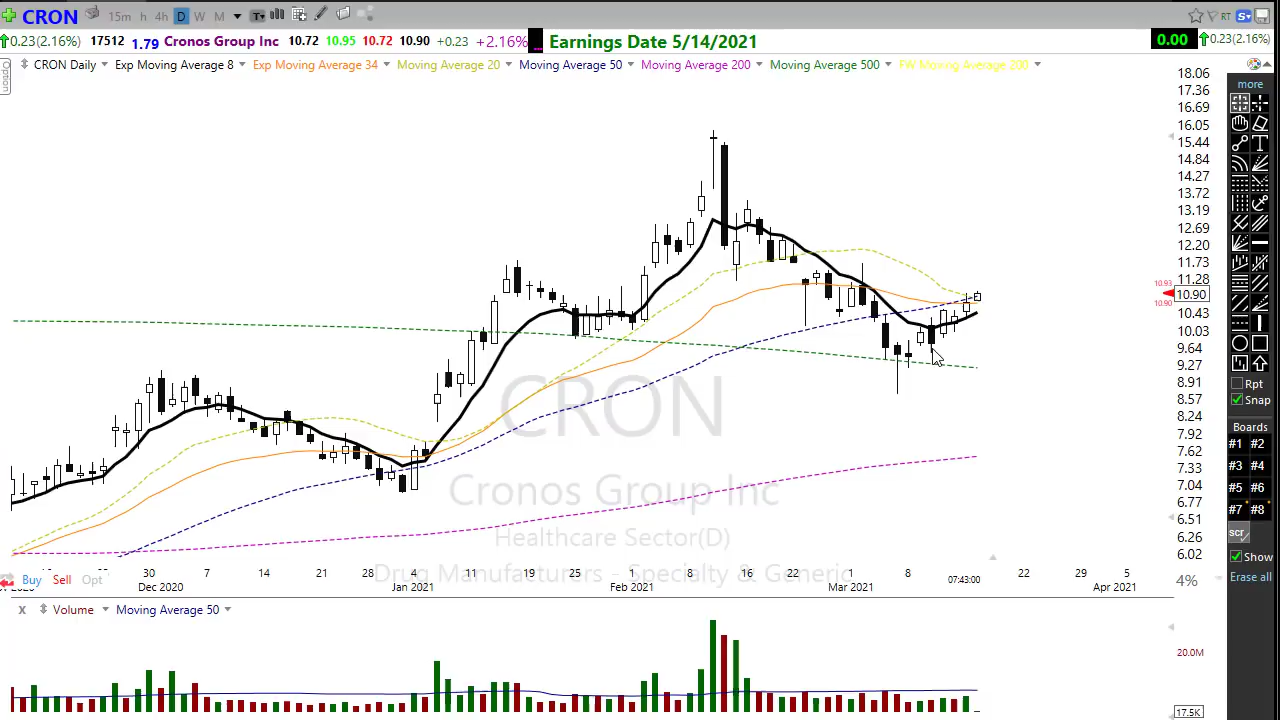 CRON 15m h 4h D W M T
0.23(2.16%) 17512 1.79 Cronos Group Inc 10.72 10.95 10.72 10.90 +0.23 +2.16% ... Earnings Date 5/14/2021 0.00 0.23(2.16%)
RT S
Option
CRON Daily Exp Moving Average 8 Exp Moving Average 34 Moving Average 20 Moving Average 50 Moving Average 200 Moving Average 500 FW Moving Average 200
18.06
17.36
16.69
16.05
15.44
14.84
14.27
13.72
13.19
12.69
12.20
11.73
11.28
10.93
10.90
10.90
10.43
10.03
9.64
9.27
8.91
8.57
8.24
7.92
7.62
7.33
7.04
6.77
6.51
6.26
6.02
more
T
Rpt
Snap
Boards
#1 #2
#3 #4
#5 #6
#7 #8
scr
Show
Erase all
CRON
Cronos Group Inc
Healthcare Sector(D)
Drug Manufacturers - Specialty & Generic
30 7 14 21 28 4 11 19 25 1 8 16 22 1 8 07:43:00 22 29 5
Dec 2020 Jan 2021 Feb 2021 Mar 2021 Apr 2021
Buy Sell Opt
4%
X Volume Moving Average 50
20.0M
17.5K